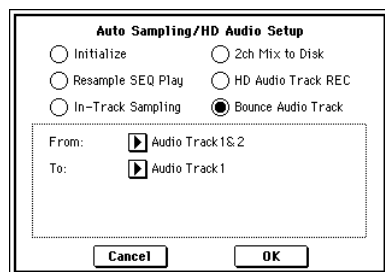 Auto Sampling/HD Audio Setup
Initialize
2ch Mix to Disk
Resample SEQ Play
HD Audio Track REC
In-Track Sampling
Bounce Audio Track
From: Audio Track1&2
To: Audio Track1
Cancel
OK